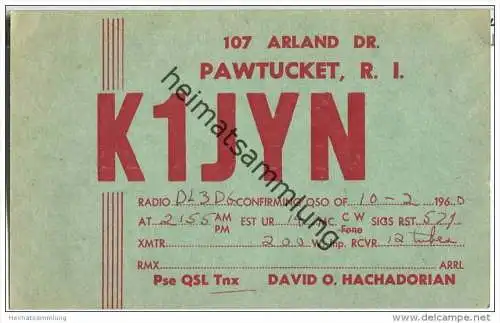 107 ARLAND DR.
PAWTUCKET, R. I.
K1JYN
RADIO DL3DG CONFIRMING QSO OF 10-2 1960
AT 2155 AM PM EST UR 14 MC. CW Fone SIGS RST 579
XMTR. 200 W. Inp. RCVR. 12 tubes
RMX. ARRL
Pse QSL Tnx DAVID O. HACHADORIAN
heimatsammlung.de
Heimatsammlung
www.delcampe.net